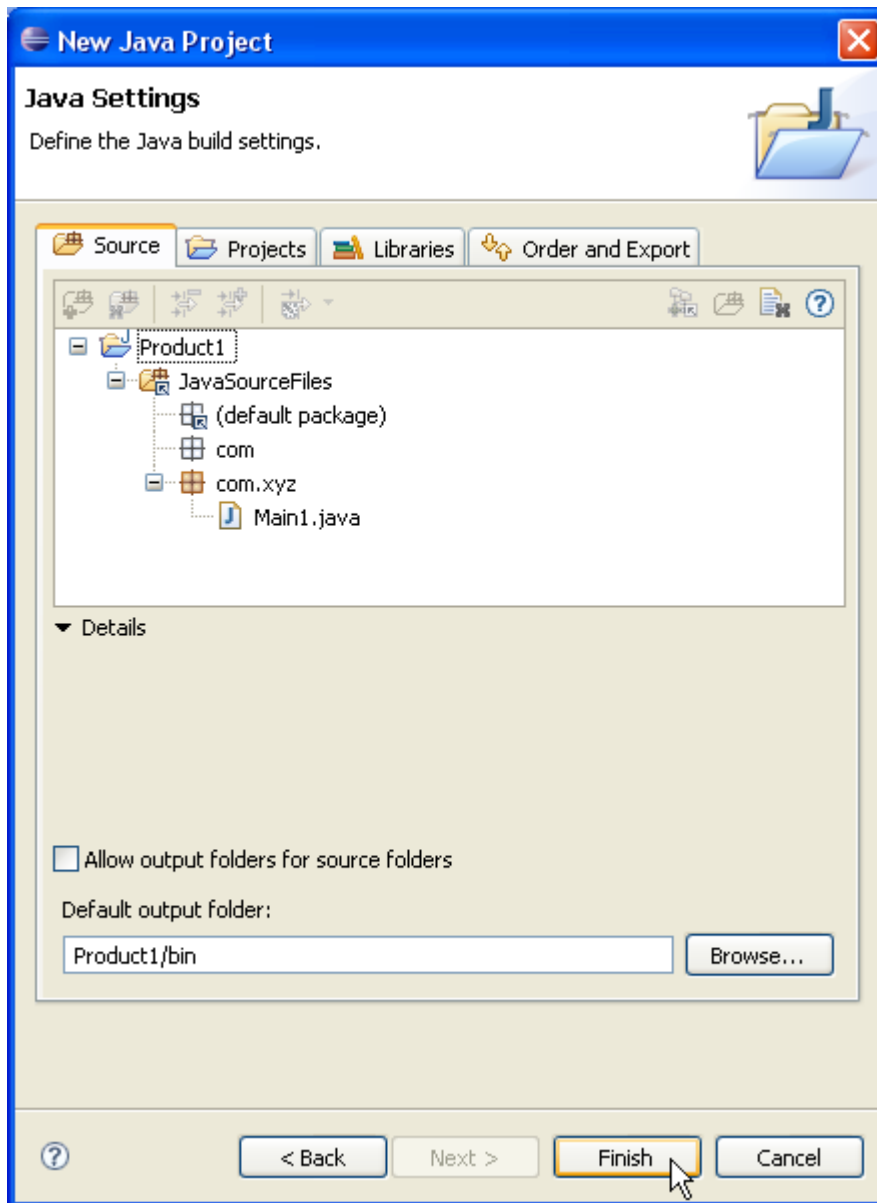 New Java Project
Java Settings
Define the Java build settings.
Source Projects Libraries Order and Export
Product1
JavaSourceFiles
(default package)
com
com.xyz
Main1.java
Details
Allow output folders for source folders
Default output folder:
Product1/bin Browse...
< Back Next > Finish Cancel